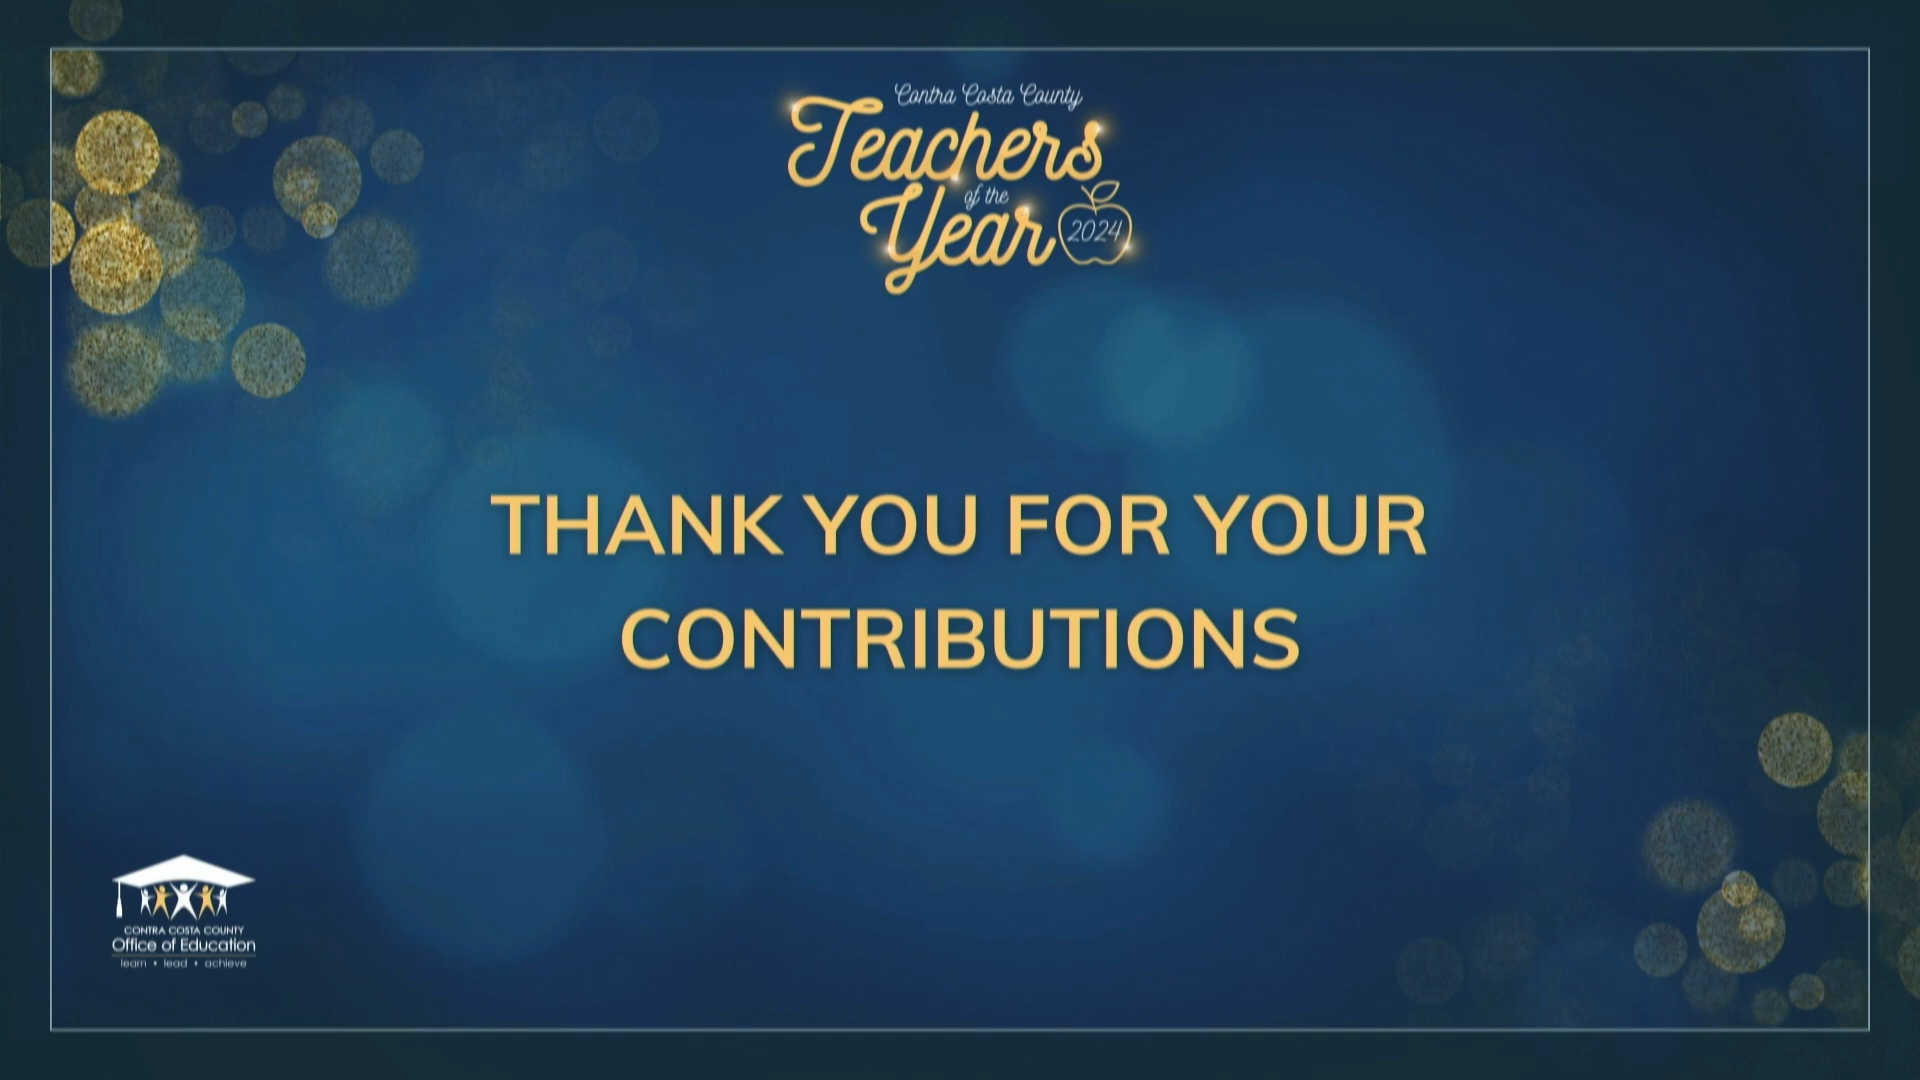 Contra Costa County
Teachers
of the
Year
2024
THANK YOU FOR YOUR
CONTRIBUTIONS
CONTRA COSTA COUNTY
Office of Education
learn • lead • achieve